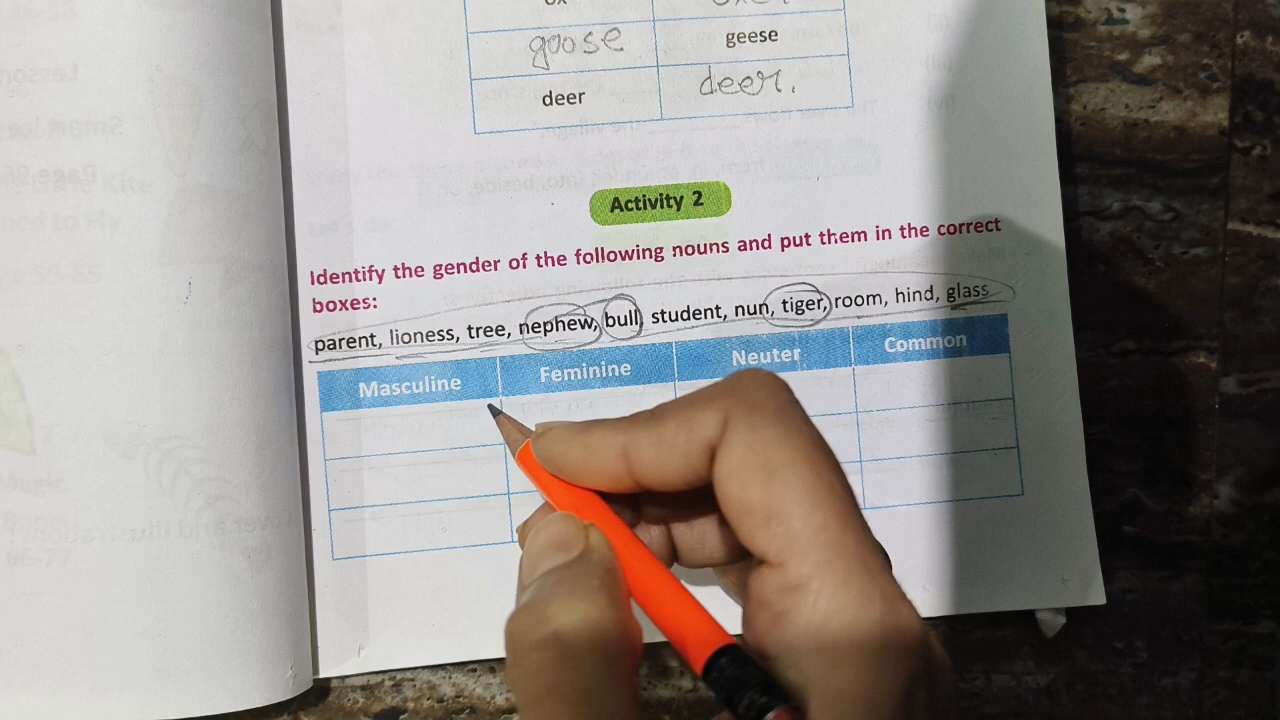 goose geese
deer deer.
Activity 2
Identify the gender of the following nouns and put them in the correct
boxes:
parent, lioness, tree, nephew, bull, student, nun, tiger, room, hind, glass
Masculine Feminine Neuter Common